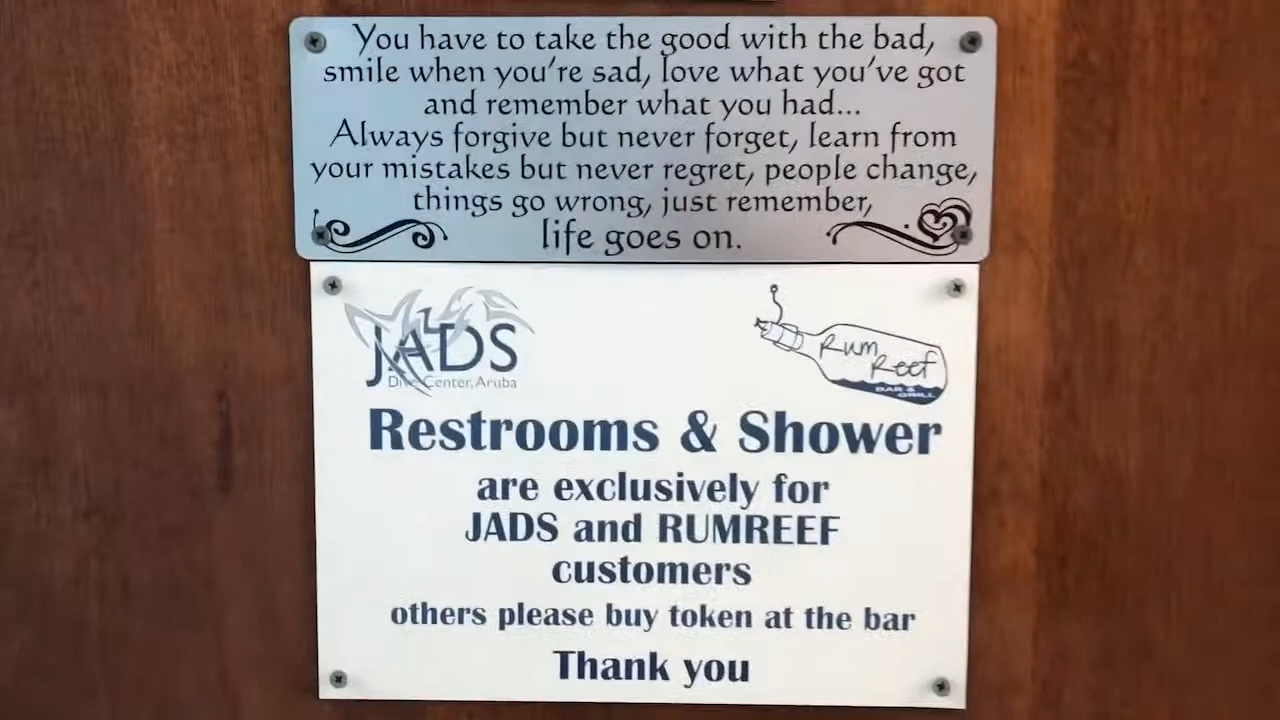 You have to take the good with the bad,
smile when you're sad, love what you've got
and remember what you had...
Always forgive but never forget, learn from
your mistakes but never regret, people change,
things go wrong, just remember,
life goes on.
JADS
Dive Center, Aruba
Rum
Reef
BAR &
GRILL
Restrooms & Shower
are exclusively for
JADS and RUMREEF
customers
others please buy token at the bar
Thank you